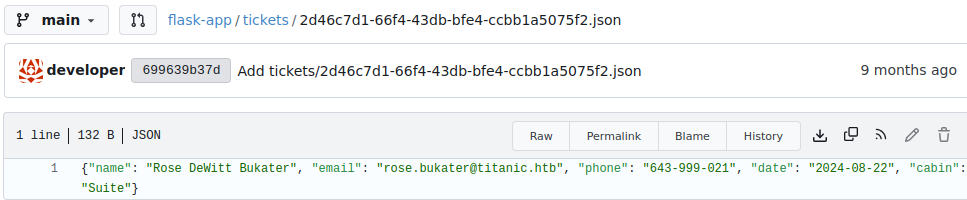 main flask-app / tickets / 2d46c7d1-66f4-43db-bfe4-ccbb1a5075f2.json
developer 699639b37d Add tickets/2d46c7d1-66f4-43db-bfe4-ccbb1a5075f2.json 9 months ago
1 line | 132 B | JSON Raw Permalink Blame History
1 {"name": "Rose DeWitt Bukater", "email": "rose.bukater@titanic.htb", "phone": "643-999-021", "date": "2024-08-22", "cabin":
"Suite"}